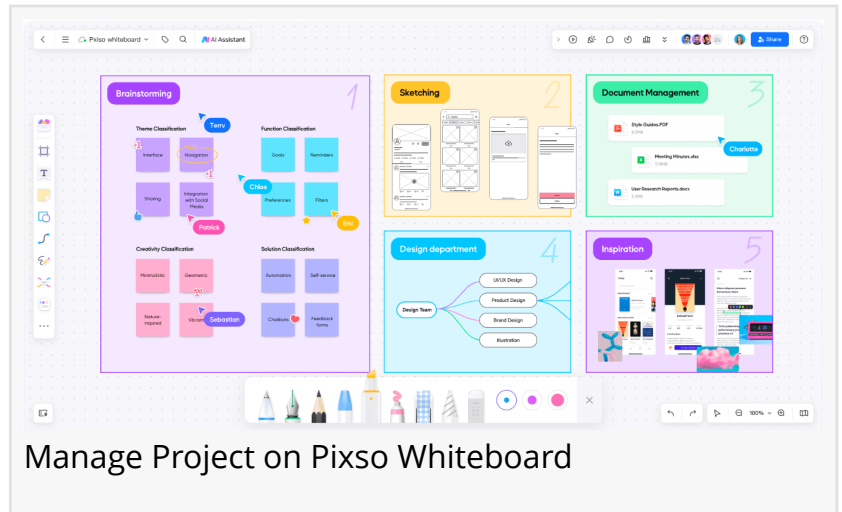 Pixso whiteboard
AI Assistant
Share
Brainstorming
1
Theme Classification
Function Classification
Terry
+1
Interface
Navigation
Goals
Reminders
+1
Chloe
Sharing
Integration
with Social
Media
Preferences
Filters
Patrick
Eric
Creativity Classification
Solution Classification
Minimalistic
Geometric
Automation
Self-service
100
Nature-
inspired
Sebastian
Chatbots
Feedback
forms
Sketching
2
Document Management
3
Style Guides.PDF
Meeting Minutes.xlsx
Charlotte
User Research Reports.docx
Design department
4
Design Team
UI/UX Design
Product Design
Brand Design
Illustration
Inspiration
5
100%
Manage Project on Pixso Whiteboard